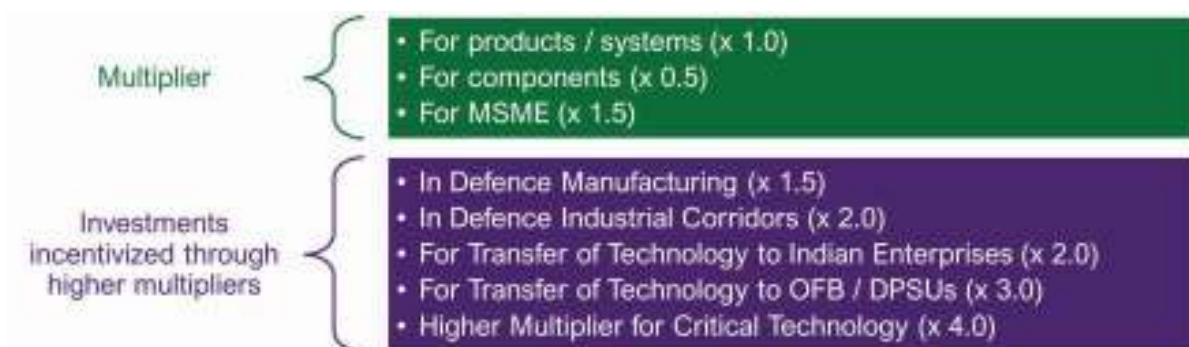 Multiplier
• For products / systems (x 1.0)
• For components (x 0.5)
• For MSME (x 1.5)
Investments
incentivized through
higher multipliers
• In Defence Manufacturing (x 1.5)
• In Defence Industrial Corridors (x 2.0)
• For Transfer of Technology to Indian Enterprises (x 2.0)
• For Transfer of Technology to OFB / DPSUs (x 3.0)
• Higher Multiplier for Critical Technology (x 4.0)